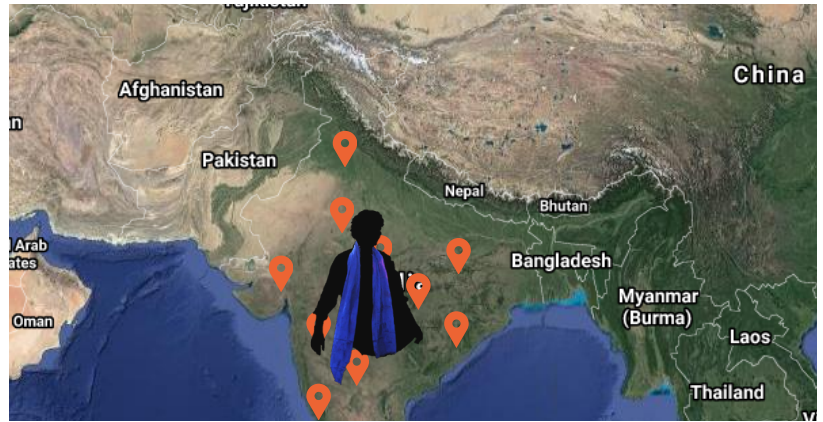 China
Afghanistan
Pakistan
Nepal
Bhutan
Bangladesh
Myanmar
(Burma)
Oman
Laos
Thailand